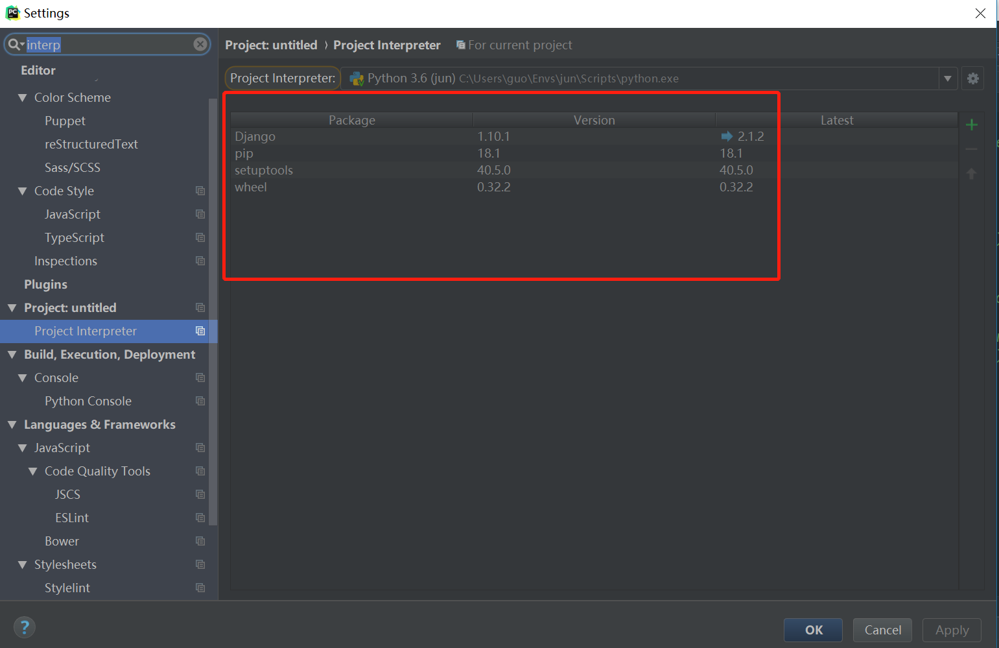 PC Settings
interp
Project: untitled › Project Interpreter For current project
Editor
Project Interpreter: Python 3.6 (jun) C:\Users\guo\Envs\jun\Scripts\python.exe
Color Scheme
Puppet
reStructuredText
Sass/SCSS
Code Style
JavaScript
TypeScript
Inspections
Plugins
Project: untitled
Project Interpreter
Build, Execution, Deployment
Console
Python Console
Languages & Frameworks
JavaScript
Code Quality Tools
JSCS
ESLint
Bower
Stylesheets
Stylelint
Package Version Latest
Django 1.10.1 2.1.2
pip 18.1 18.1
setuptools 40.5.0 40.5.0
wheel 0.32.2 0.32.2
? OK Cancel Apply